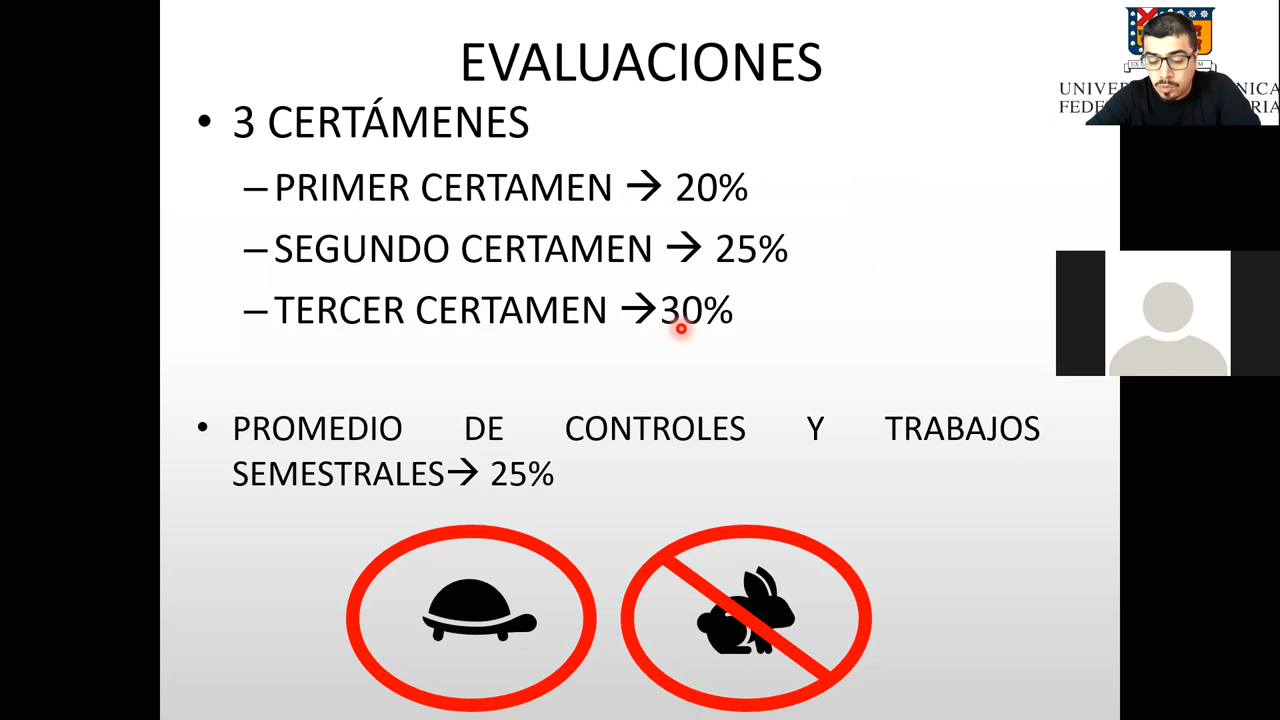 EVALUACIONES
• 3 CERTÁMENES
– PRIMER CERTAMEN → 20%
– SEGUNDO CERTAMEN → 25%
– TERCER CERTAMEN →30%
• PROMEDIO DE CONTROLES Y TRABAJOS
SEMESTRALES→ 25%